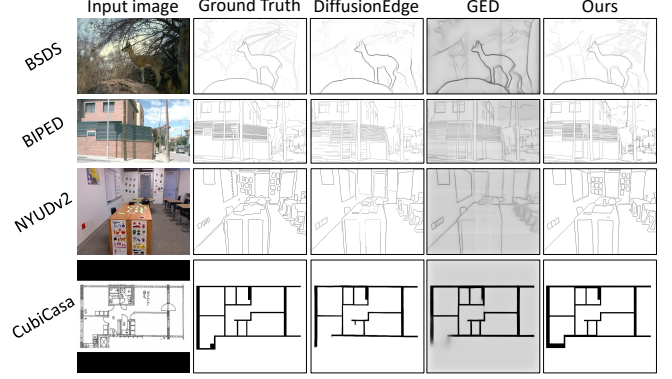 Input image Ground Truth DiffusionEdge GED Ours
BSDS
BIPED
NYUDv2
CubiCasa